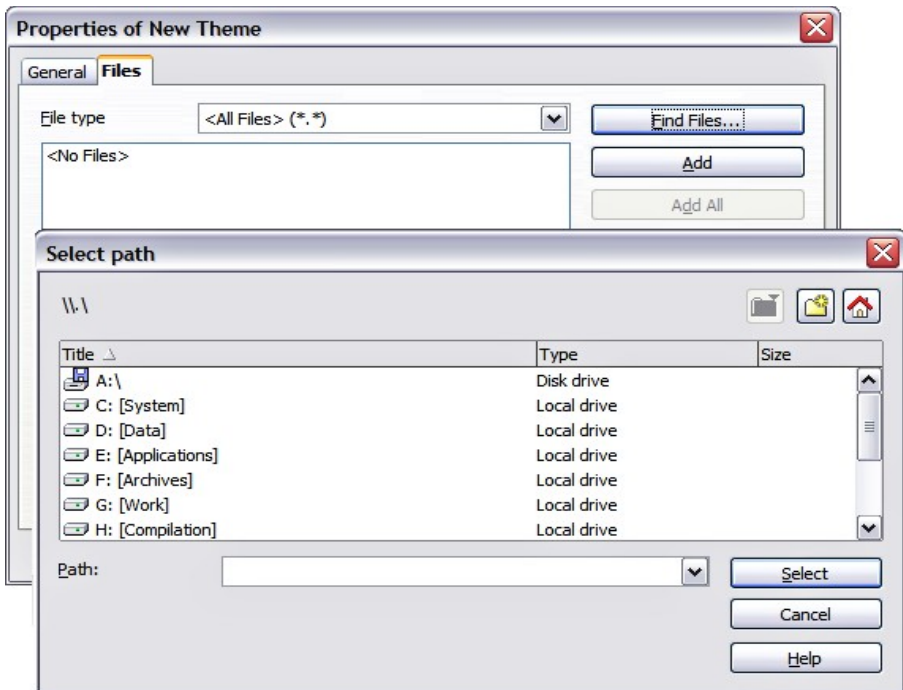 Properties of New Theme
General Files
File type <All Files> (*.*) Find Files...
<No Files>
Add
Add All
Select path
\\.\
Title Type Size
A:\ Disk drive
C: [System] Local drive
D: [Data] Local drive
E: [Applications] Local drive
F: [Archives] Local drive
G: [Work] Local drive
H: [Compilation] Local drive
Path: Select
Cancel
Help